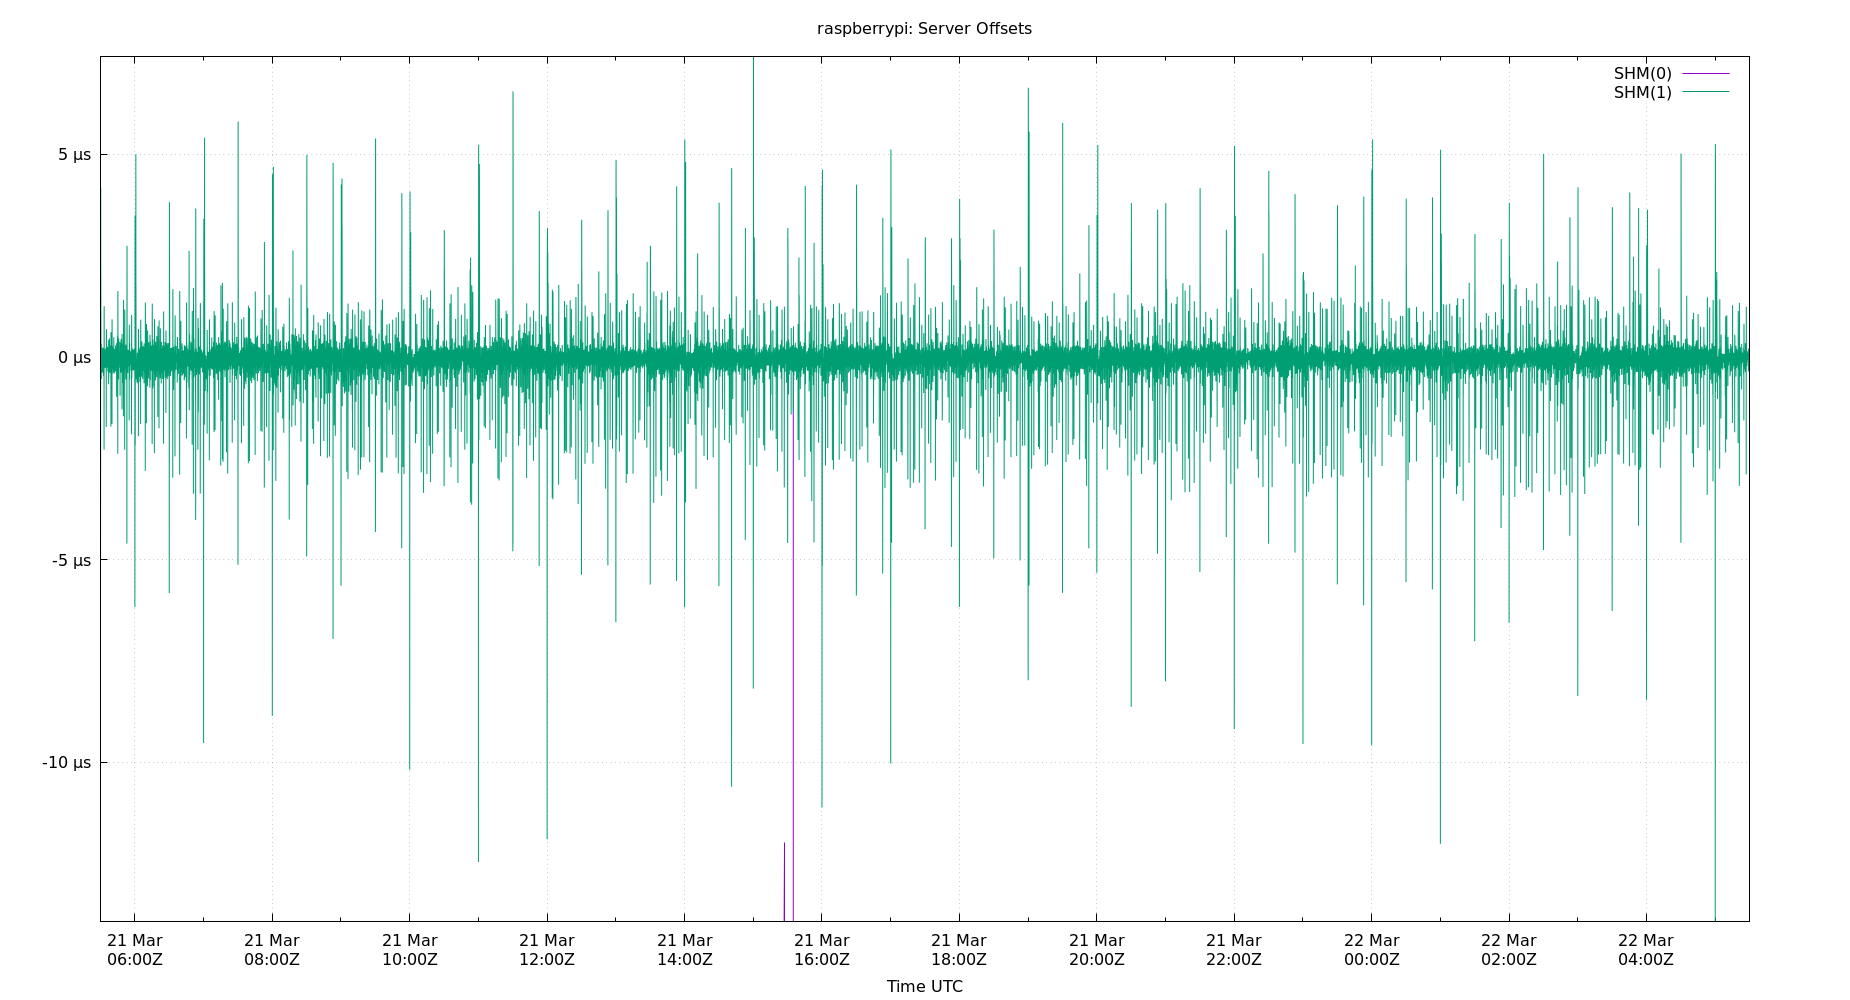 raspberrypi: Server Offsets
SHM(0)
SHM(1)
5 µs
0 µs
-5 µs
-10 µs
21 Mar 21 Mar 21 Mar 21 Mar 21 Mar 21 Mar 21 Mar 21 Mar 21 Mar 22 Mar 22 Mar 22 Mar
06:00Z 08:00Z 10:00Z 12:00Z 14:00Z 16:00Z 18:00Z 20:00Z 22:00Z 00:00Z 02:00Z 04:00Z
Time UTC